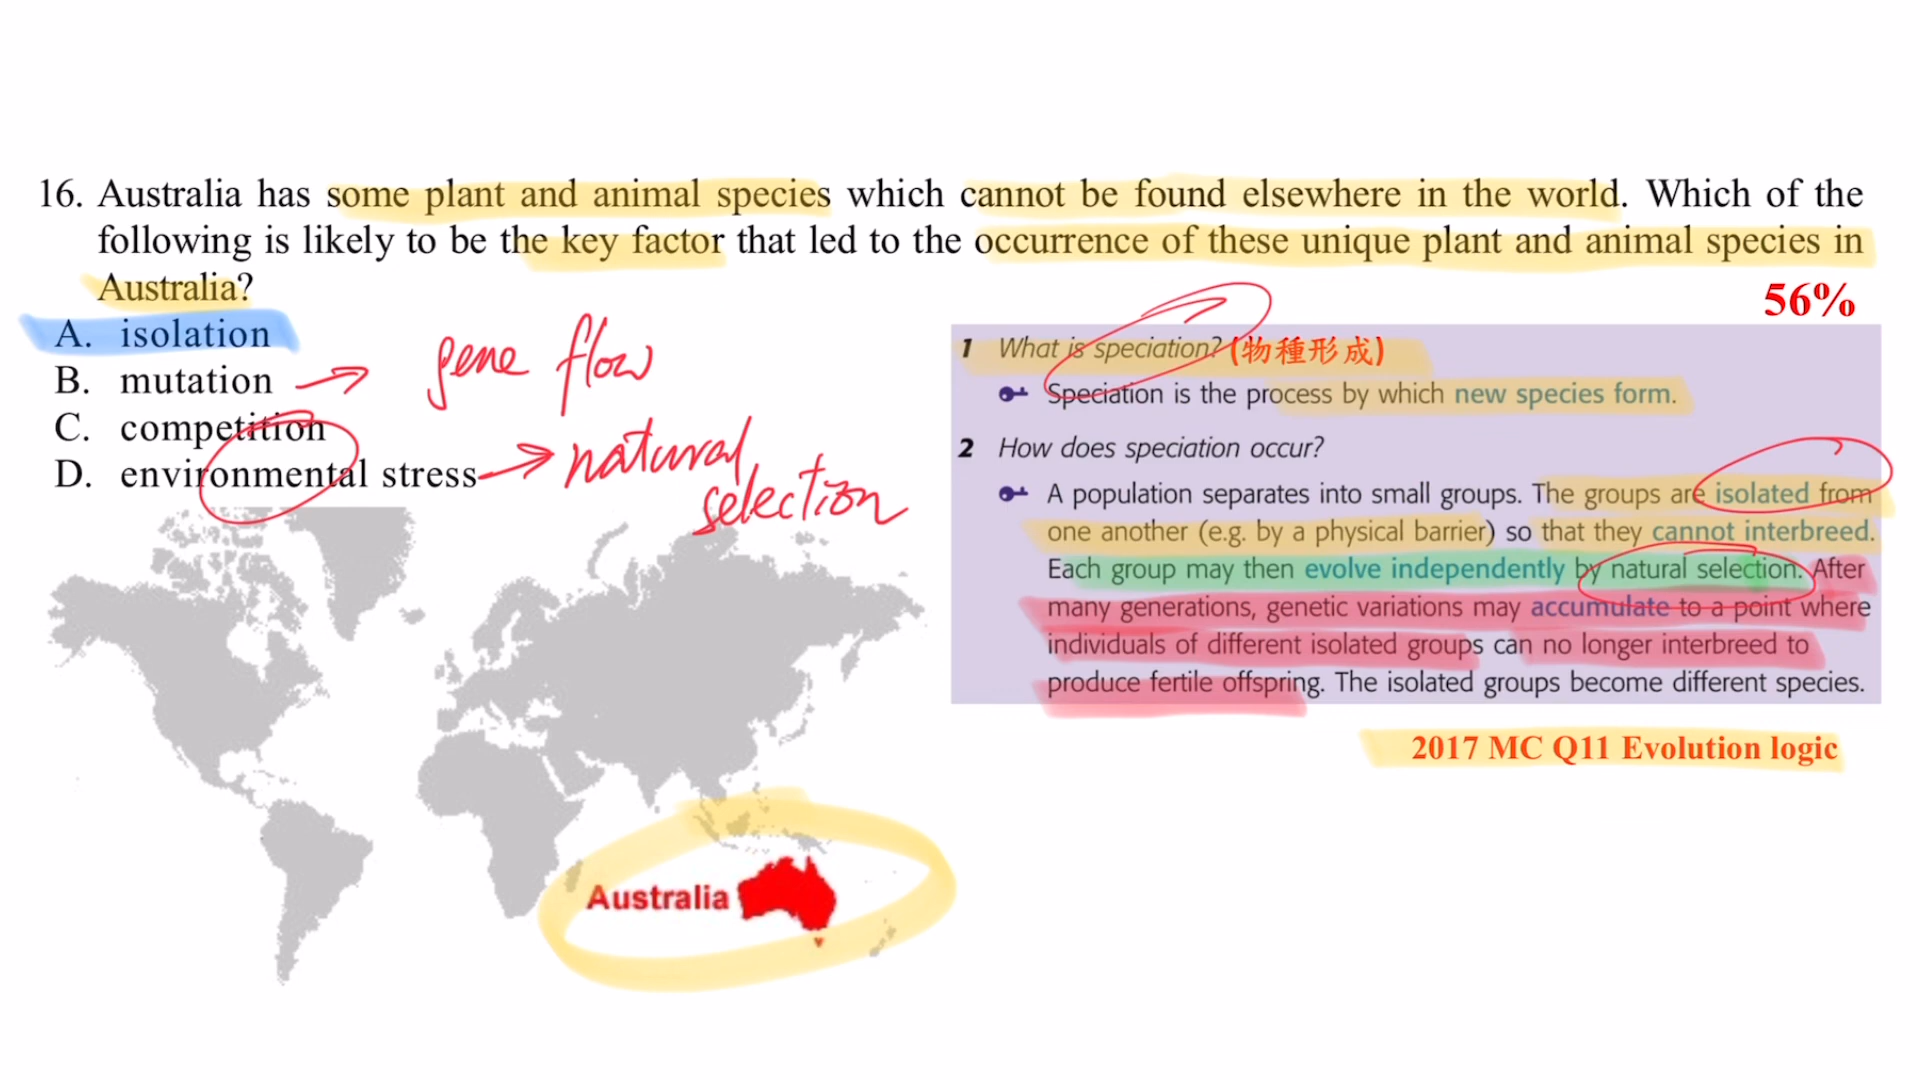 16. Australia has some plant and animal species which cannot be found elsewhere in the world. Which of the
following is likely to be the key factor that led to the occurrence of these unique plant and animal species in
Australia?
56%
A. isolation
B. mutation
gene flow
C. competition
D. environmental stress
natural
selection
1 What is speciation? (物種形成)
Speciation is the process by which new species form.
2 How does speciation occur?
A population separates into small groups. The groups are isolated from
one another (e.g. by a physical barrier) so that they cannot interbreed.
Each group may then evolve independently by natural selection. After
many generations, genetic variations may accumulate to a point where
individuals of different isolated groups can no longer interbreed to
produce fertile offspring. The isolated groups become different species.
2017 MC Q11 Evolution logic
Australia